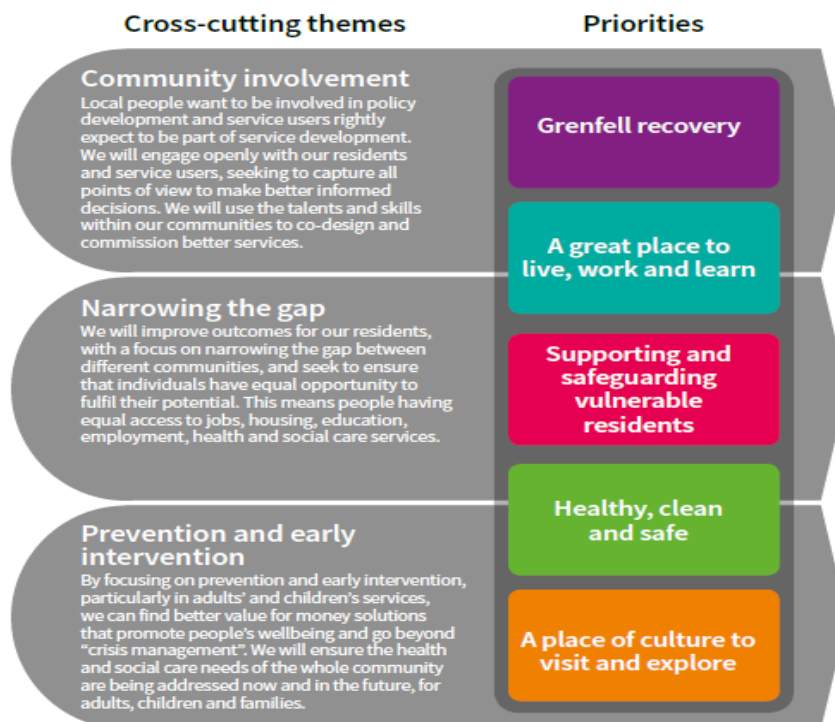 Cross-cutting themes
Priorities
Community involvement
Local people want to be involved in policy
development and service users rightly
expect to be part of service development.
We will engage openly with our residents
and service users, seeking to capture all
points of view to make better informed
decisions. We will use the talents and skills
within our communities to co-design and
commission better services.
Narrowing the gap
We will improve outcomes for our residents,
with a focus on narrowing the gap between
different communities, and seek to ensure
that individuals have equal opportunity to
fulfil their potential. This means people having
equal access to jobs, housing, education,
employment, health and social care services.
Prevention and early
intervention
By focusing on prevention and early intervention,
particularly in adults’ and children’s services,
we can find better value for money solutions
that promote people’s wellbeing and go beyond
“crisis management”. We will ensure the health
and social care needs of the whole community
are being addressed now and in the future, for
adults, children and families.
Grenfell recovery
A great place to
live, work and learn
Supporting and
safeguarding
vulnerable
residents
Healthy, clean
and safe
A place of culture to
visit and explore